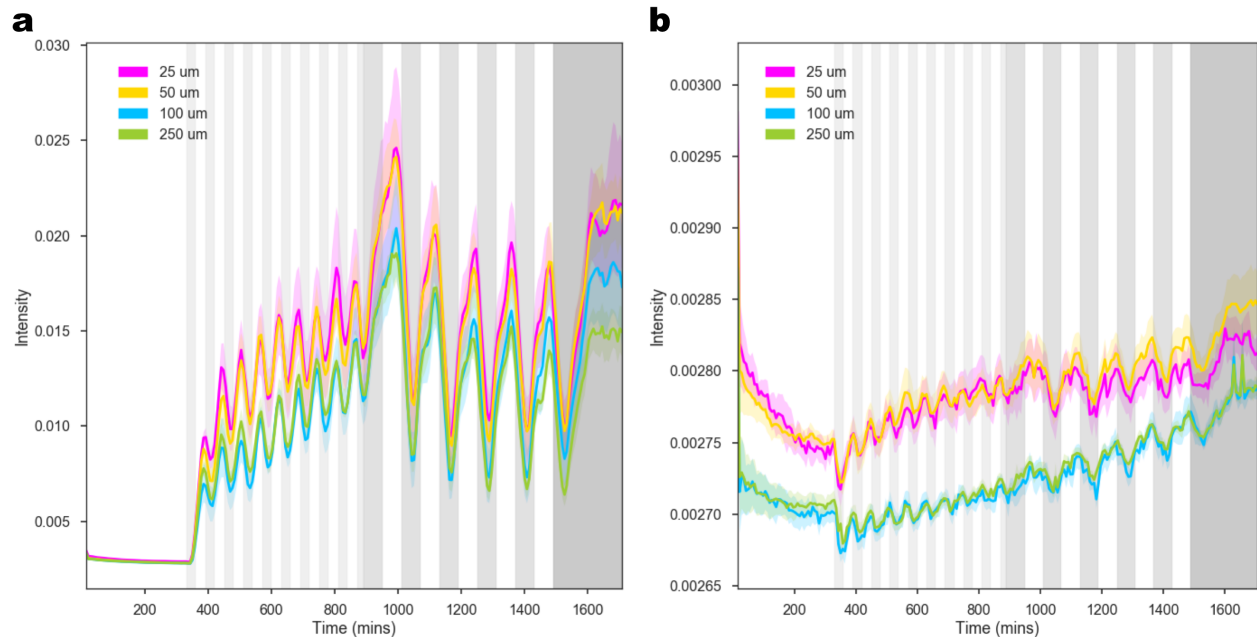 a
0.030
0.025
0.020
0.015
0.010
0.005
Intensity
25 um
50 um
100 um
250 um
200 400 600 800 1000 1200 1400 1600
Time (mins)
b
0.00300
0.00295
0.00290
0.00285
0.00280
0.00275
0.00270
0.00265
Intensity
25 um
50 um
100 um
250 um
200 400 600 800 1000 1200 1400 1600
Time (mins)